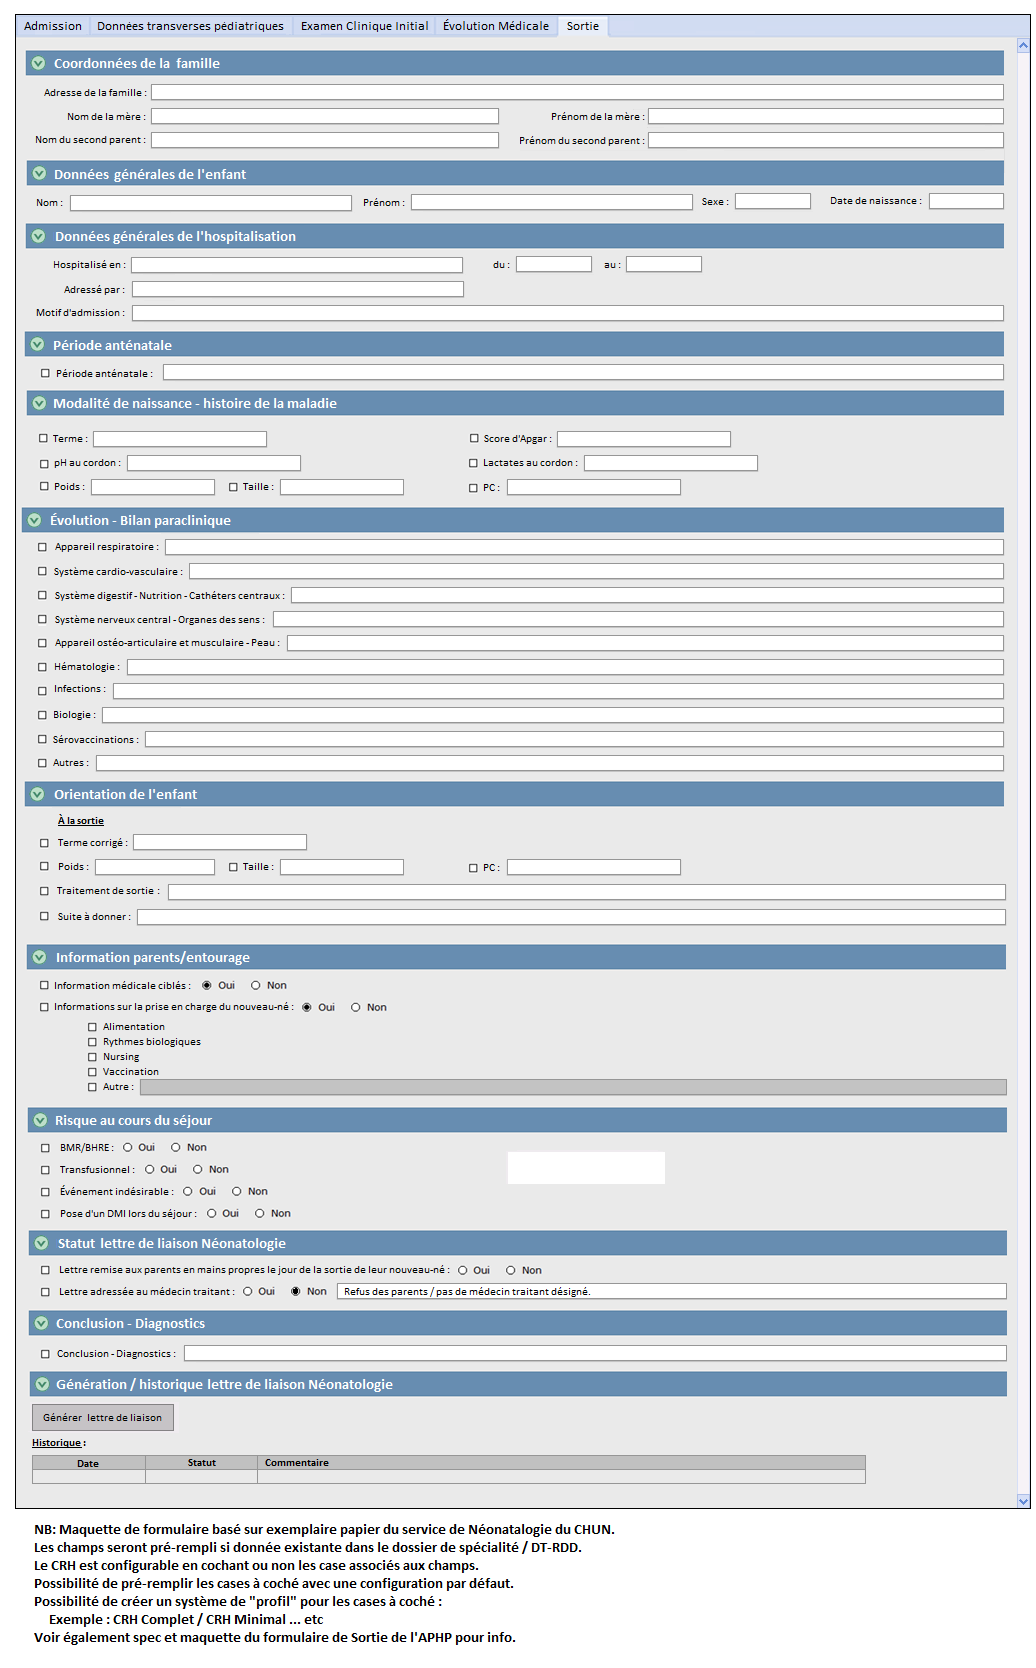 Admission Données transverses pédiatriques Examen Clinique Initial Évolution Médicale Sortie
Coordonnées de la famille
Adresse de la famille :
Nom de la mère : Prénom de la mère :
Nom du second parent : Prénom du second parent :
Données générales de l'enfant
Nom : Prénom : Sexe : Date de naissance :
Données générales de l'hospitalisation
Hospitalisé en : du : au :
Adressé par :
Motif d'admission :
Période anténatale
Période anténatale :
Modalité de naissance - histoire de la maladie
Terme : Score d'Apgar :
pH au cordon : Lactates au cordon :
Poids : Taille : PC :
Évolution - Bilan paraclinique
Appareil respiratoire :
Système cardio-vasculaire :
Système digestif - Nutrition - Cathéters centraux :
Système nerveux central - Organes des sens :
Appareil ostéo-articulaire et musculaire - Peau :
Hématologie :
Infections :
Biologie :
Sérovaccinations :
Autres :
Orientation de l'enfant
À la sortie
Terme corrigé :
Poids : Taille : PC :
Traitement de sortie :
Suite à donner :
Information parents/entourage
Information médicale ciblés : Oui Non
Informations sur la prise en charge du nouveau-né : Oui Non
Alimentation
Rythmes biologiques
Nursing
Vaccination
Autre :
Risque au cours du séjour
BMR/BHRE : Oui Non
Transfusionnel : Oui Non
Événement indésirable : Oui Non
Pose d'un DMI lors du séjour : Oui Non
Statut lettre de liaison Néonatologie
Lettre remise aux parents en mains propres le jour de la sortie de leur nouveau-né : Oui Non
Lettre adressée au médecin traitant : Oui Non Refus des parents / pas de médecin traitant désigné.
Conclusion - Diagnostics
Conclusion - Diagnostics :
Génération / historique lettre de liaison Néonatologie
Générer lettre de liaison
Historique :
Date Statut Commentaire
NB: Maquette de formulaire basé sur exemplaire papier du service de Néonatalogie du CHUN.
Les champs seront pré-rempli si donnée existante dans le dossier de spécialité / DT-RDD.
Le CRH est configurable en cochant ou non les case associés aux champs.
Possibilité de pré-remplir les cases à coché avec une configuration par défaut.
Possibilité de créer un système de "profil" pour les cases à coché :
Exemple : CRH Complet / CRH Minimal ... etc
Voir également spec et maquette du formulaire de Sortie de l'APHP pour info.